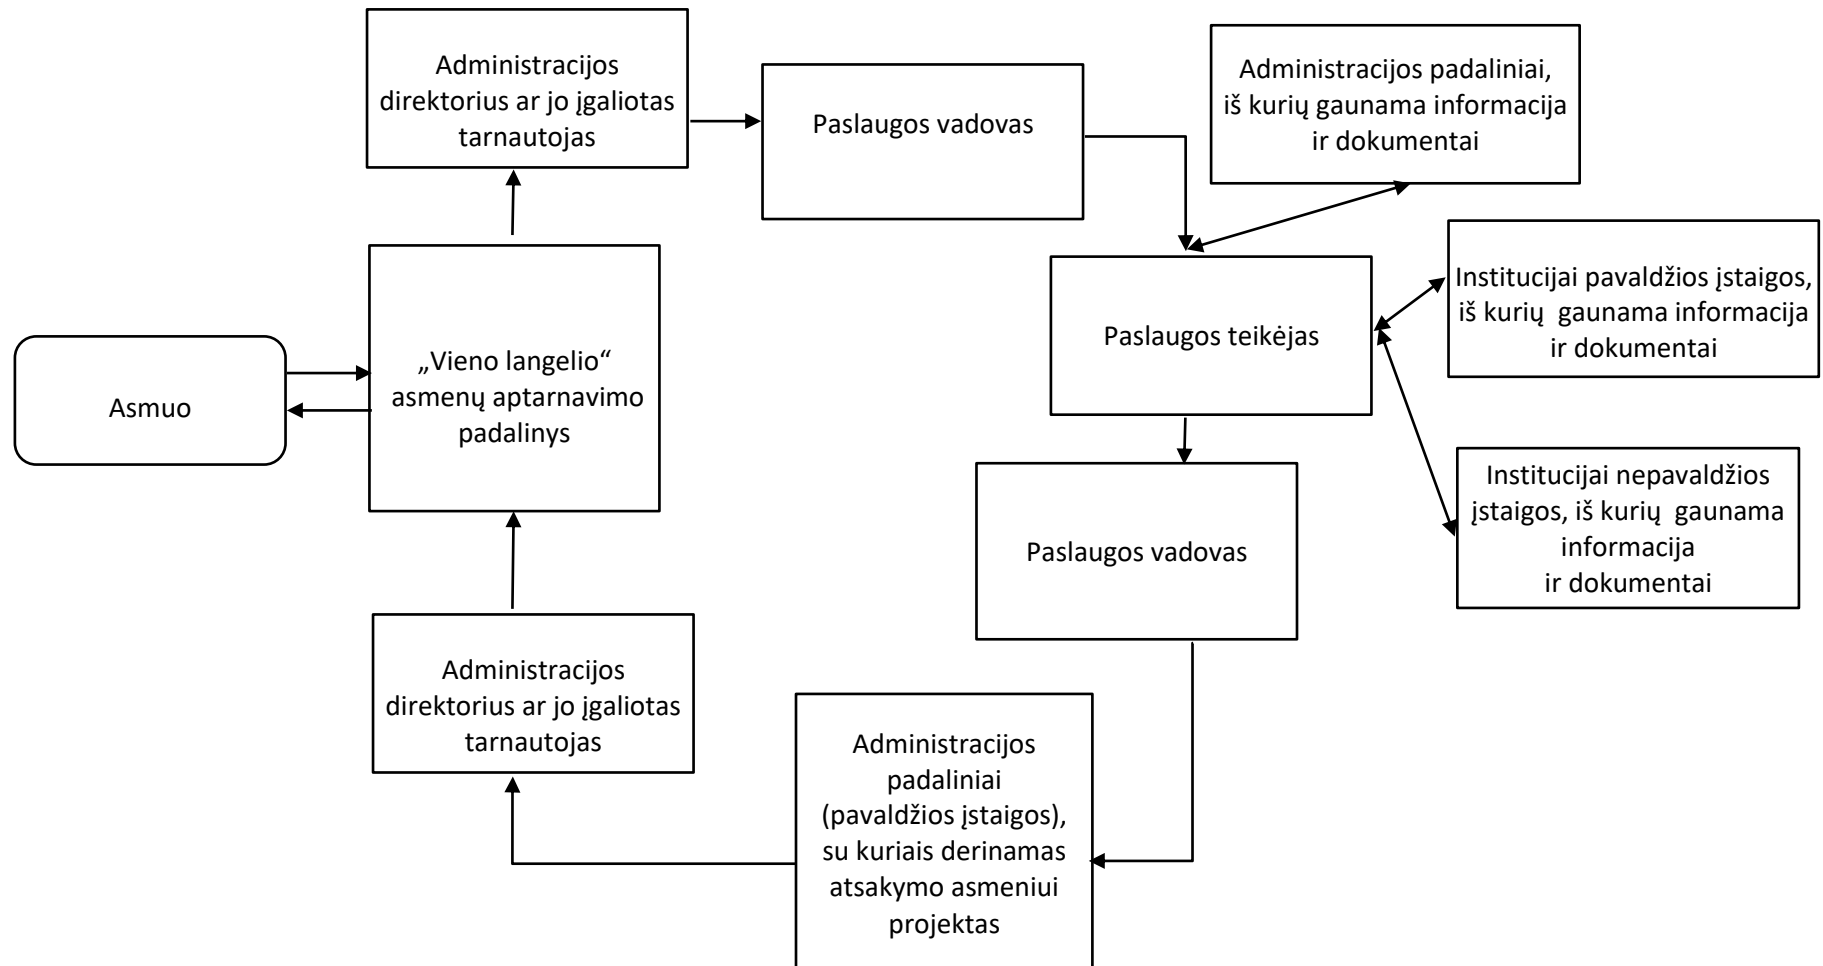 Administracijos
direktorius ar jo įgaliotas
tarnautojas
Paslaugos vadovas
Administracijos padaliniai,
iš kurių gaunama informacija
ir dokumentai
Institucijai pavaldžios įstaigos,
iš kurių gaunama informacija
ir dokumentai
Paslaugos teikėjas
„Vieno langelio“
asmenų aptarnavimo
padalinys
Asmuo
Institucijai nepavaldžios
įstaigos, iš kurių gaunama
informacija
ir dokumentai
Paslaugos vadovas
Administracijos
direktorius ar jo įgaliotas
tarnautojas
Administracijos
padaliniai
(pavaldžios įstaigos),
su kuriais derinamas
atsakymo asmeniui
projektas